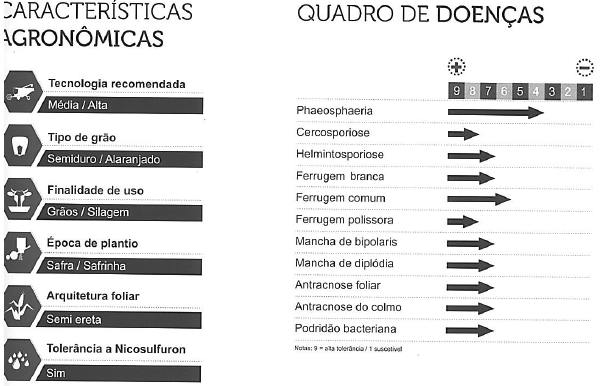 CARACTERÍSTICAS
AGRONÔMICAS
Tecnologia recomendada
Média / Alta
Tipo de grão
Semiduro / Alaranjado
Finalidade de uso
Grãos / Silagem
Época de plantio
Safra / Safrinha
Arquitetura foliar
Semi ereta
Tolerância a Nicosulfuron
Sim
QUADRO DE DOENÇAS
9 8 7 6 5 4 3 2 1
Phaeosphaeria
Cercosporiose
Helmintosporiose
Ferrugem branca
Ferrugem comum
Ferrugem polissora
Mancha de bipolaris
Mancha de diplódia
Antracnose foliar
Antracnose do colmo
Podridão bacteriana
Notas: 9 = alta tolerância / 1 suscetível